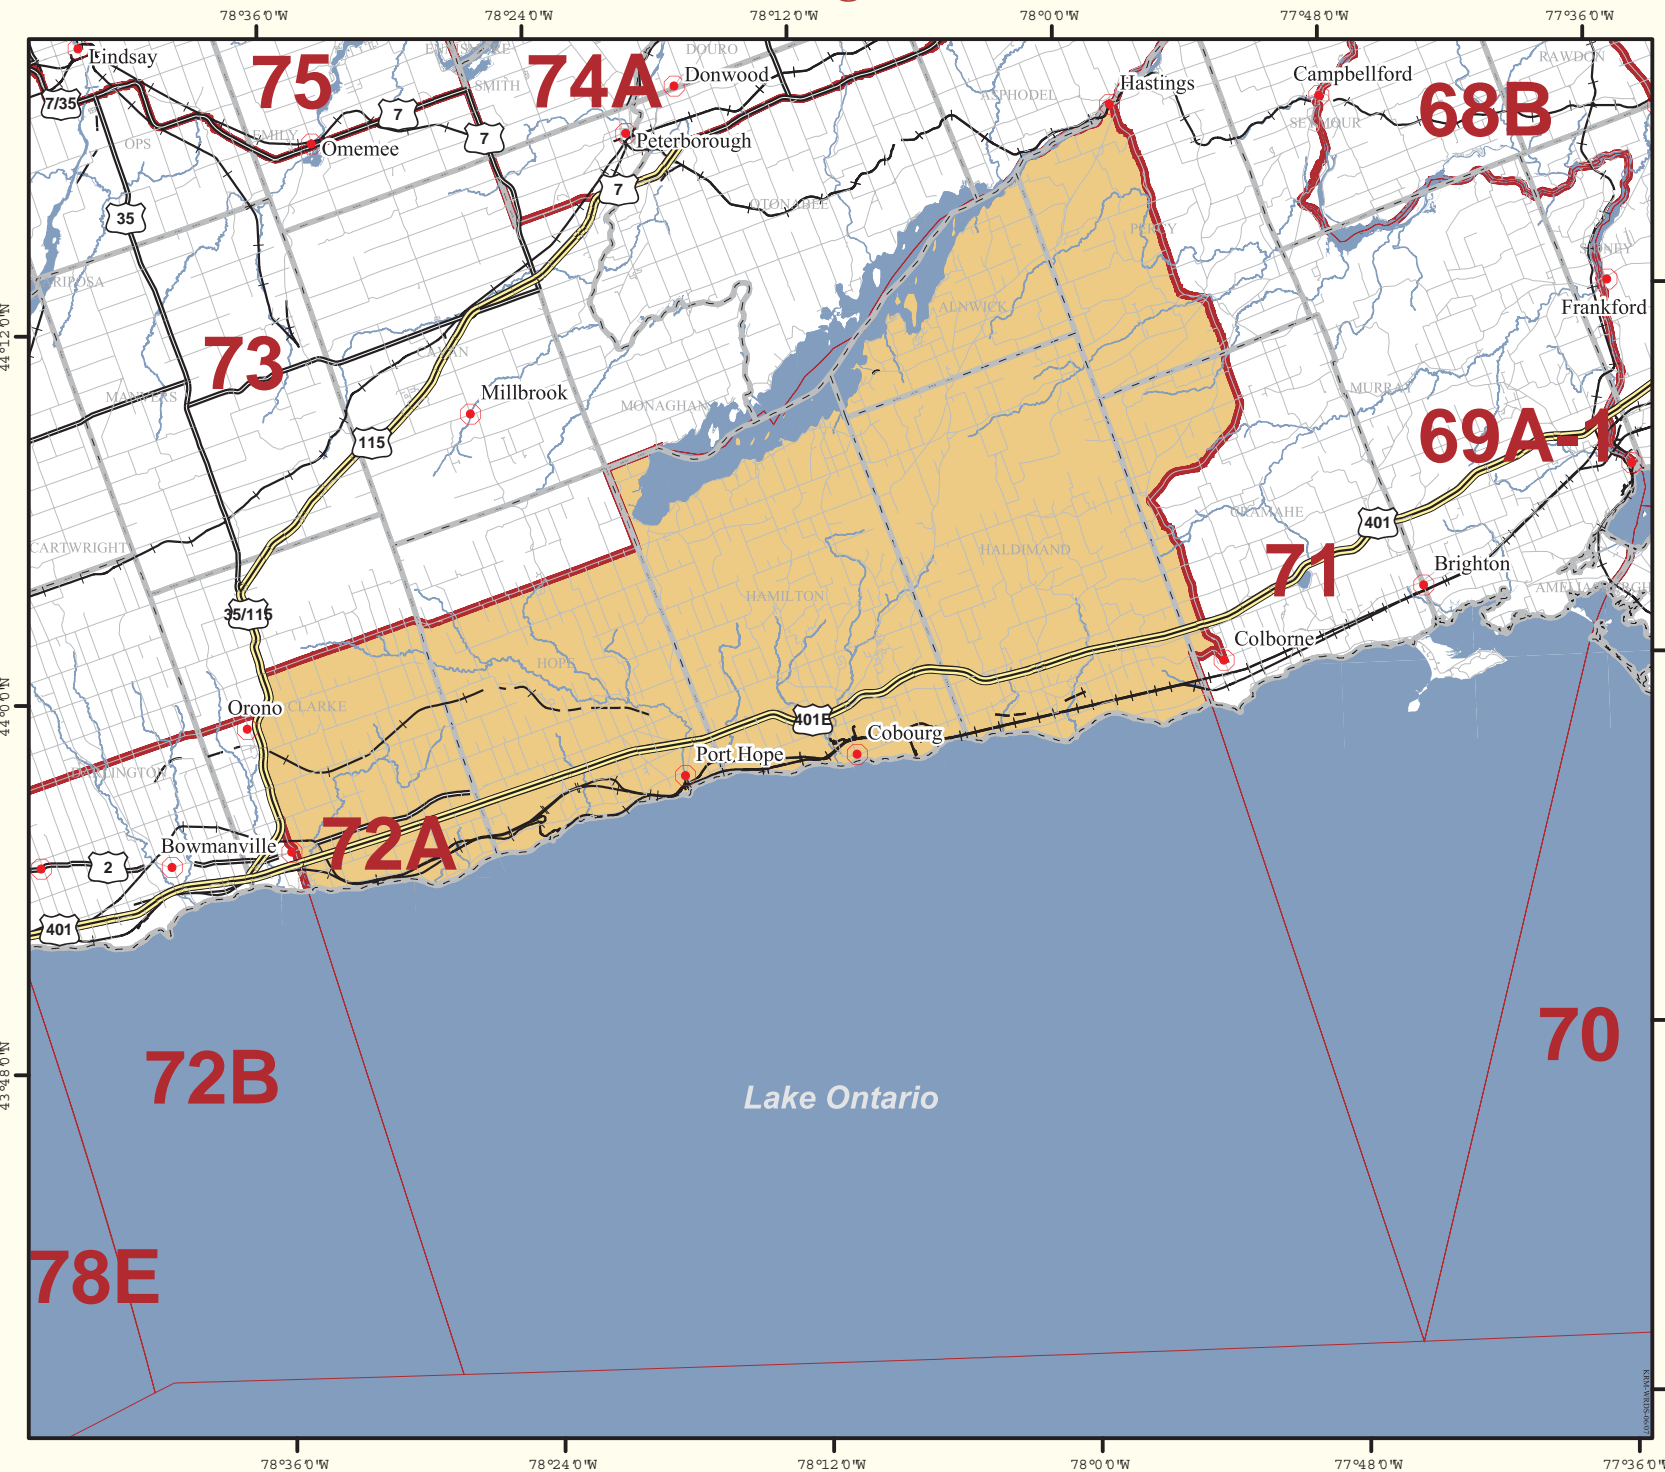 78°36'0"W
78°24'0"W
78°12'0"W
78°0'0"W
77°48'0"W
77°36'0"W
Lindsay
75
74A
DOURO
Donwood
SMITH
ASPHODEL
Hastings
Campbellford
RAWDON
68B
SEYMOUR
7/35
7
7
EMILY
OPS
Omemee
Peterborough
7
35
OTONABEE
PERCY
SIDNEY
Frankford
ALNWICK
44°12'0"N
73
CAVAN
MANVERS
Millbrook
MONAGHAN
MURRAY
69A-1
115
401
CRAMAHE
CARTWRIGHT
HALDIMAND
71
Brighton
HAMILTON
35/115
Colborne
HOPE
44°0'0"N
Orono
CLARKE
401E
Cobourg
Port Hope
DARLINGTON
72A
Bowmanville
2
401
70
72B
43°48'0"N
Lake Ontario
78E
KRM-WRDS-06/07
78°36'0"W
78°24'0"W
78°12'0"W
78°0'0"W
77°48'0"W
77°36'0"W